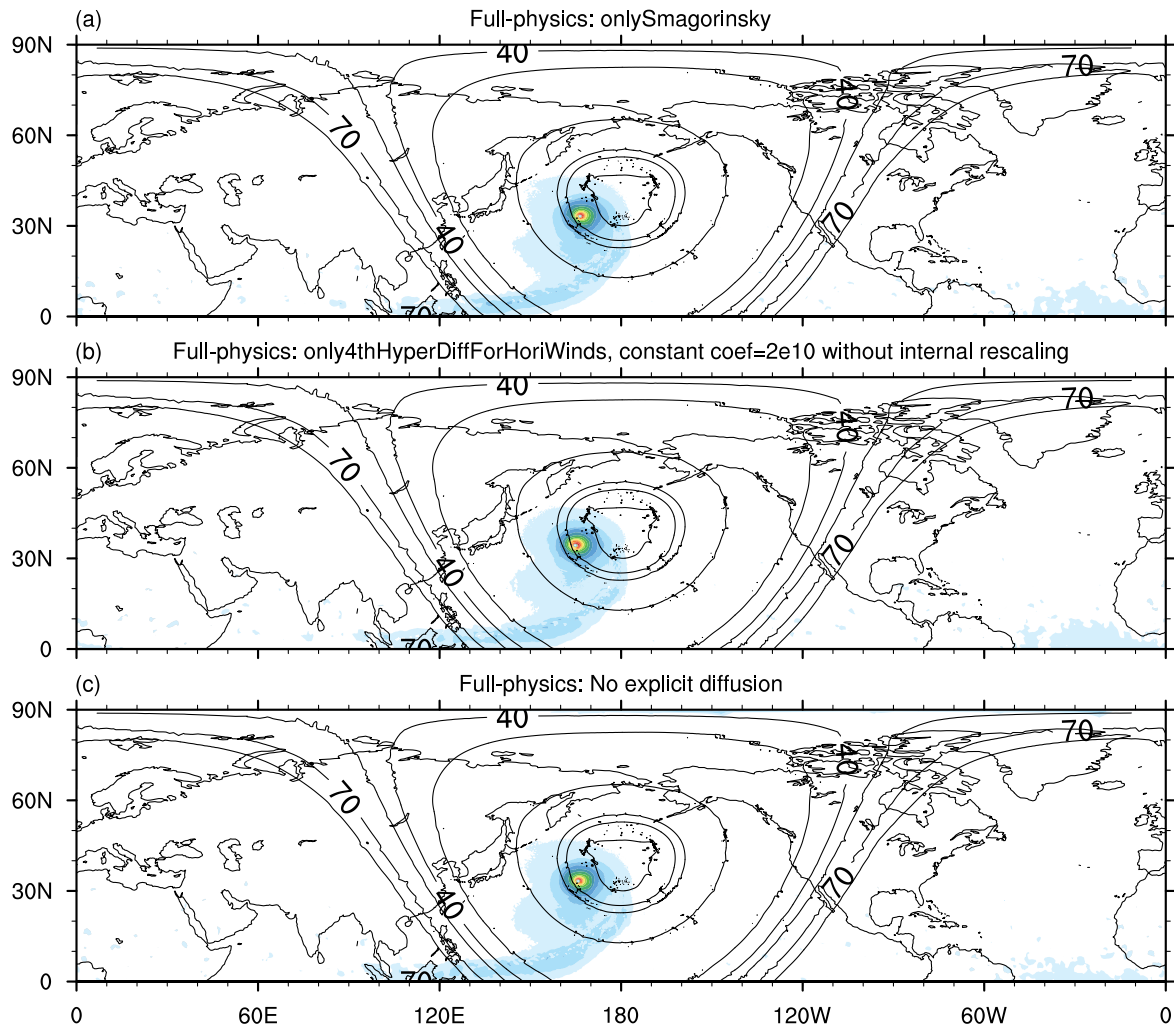 (a) Full-physics: onlySmagorinsky
90N
60N
30N
0
40
70
70
40
40
70
70
(b) Full-physics: only4thHyperDiffForHoriWinds, constant coef=2e10 without internal rescaling
90N
60N
30N
0
40
70
70
40
40
70
70
(c) Full-physics: No explicit diffusion
90N
60N
30N
0
40
70
70
40
40
70
70
0 60E 120E 180 120W 60W 0